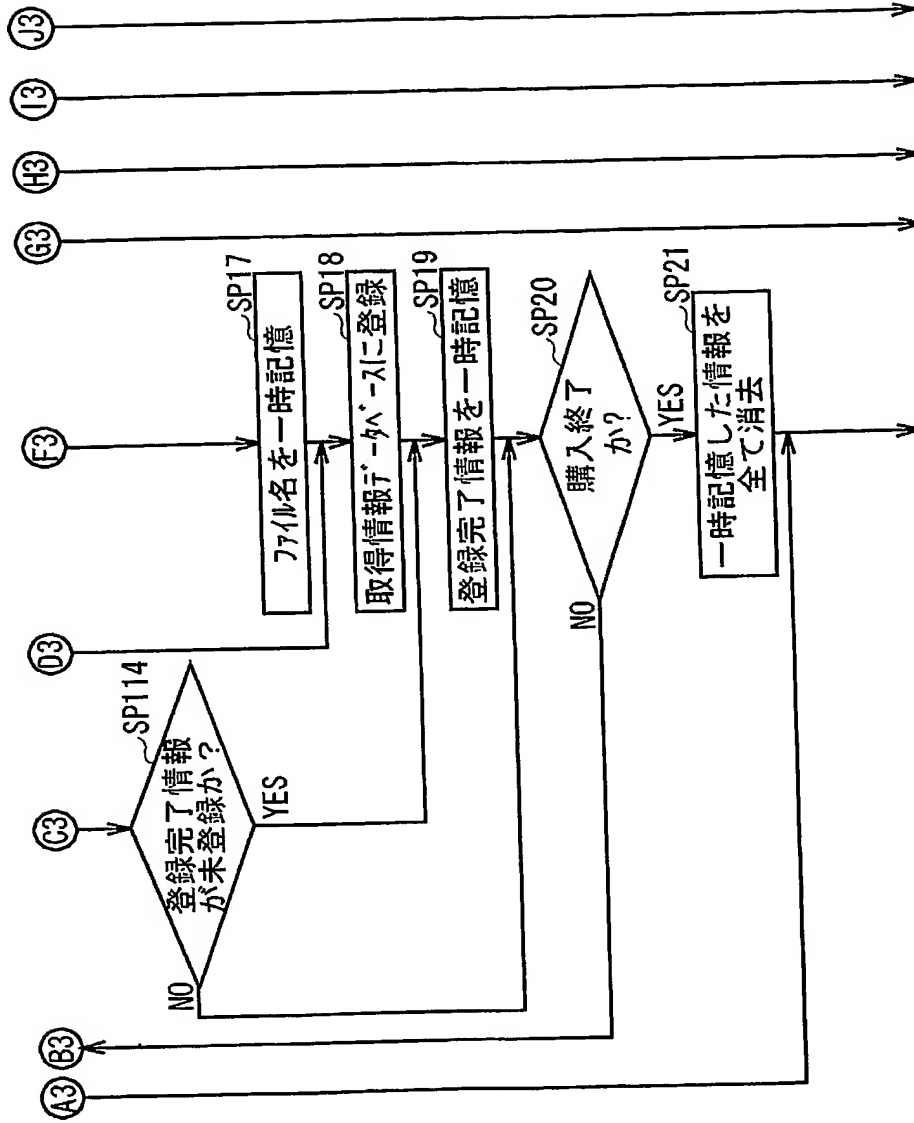 A3
B3
C3
D3
F3
G3
H3
I3
J3
SP114
登録完了情報
が未登録か?
NO
YES
SP17
ファイル名を一時記憶
SP18
取得情報データベースに登録
SP19
登録完了情報を一時記憶
SP20
購入終了
か?
NO
YES
SP21
一時記憶した情報を
全て消去